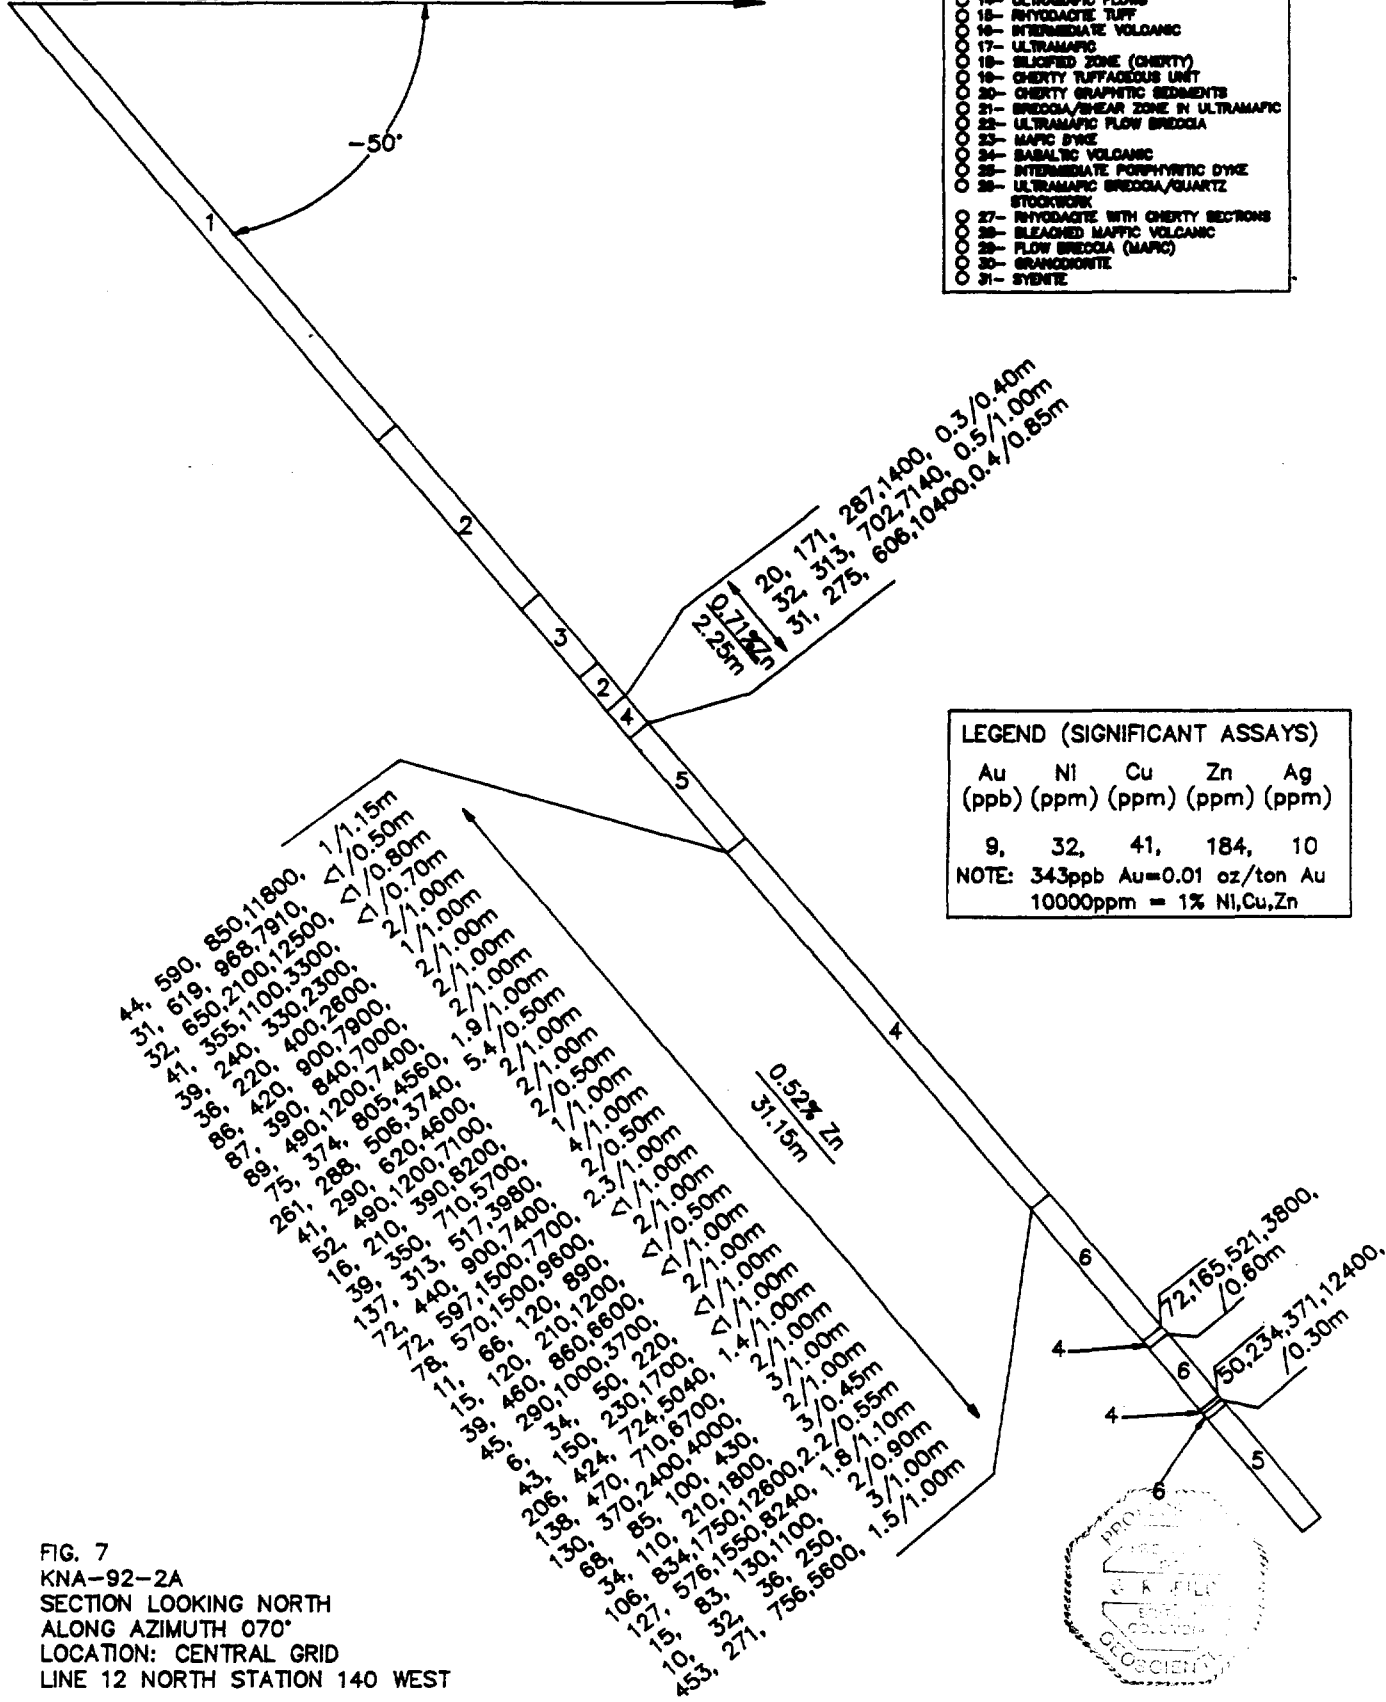 14- ULTRAMAFIC FLOWS
15- RHYODACITE TUFF
16- INTERMEDIATE VOLCANIC
17- ULTRAMAFIC
18- SILICIFIED ZONE (CHERTY)
19- CHERTY TUFFACEOUS UNIT
20- CHERTY GRAPHITIC SEDIMENTS
21- BRECCIA/SHEAR ZONE IN ULTRAMAFIC
22- ULTRAMAFIC FLOW BRECCIA
23- MAFIC DYKE
24- BASALTIC VOLCANIC
25- INTERMEDIATE PORPHYRITIC DYKE
26- ULTRAMAFIC BRECCIA/QUARTZ
STOCKWORK
27- RHYODACITE WITH CHERTY SECTIONS
28- BLEACHED MAFFIC VOLCANIC
29- FLOW BRECCIA (MAFIC)
30- GRANODIORITE
31- SYENITE
-50°
1
2
3
2
4
5
4
6
4
6
4
6
5
20, 171, 287,1400, 0.3/0.40m
32, 313, 702,7140, 0.5/1.00m
31, 275, 606,10400,0.4/0.85m
0.71%Zn
2.25m
LEGEND (SIGNIFICANT ASSAYS)
Au Ni Cu Zn Ag
(ppb) (ppm) (ppm) (ppm) (ppm)
9, 32, 41, 184, 10
NOTE: 343ppb Au=0.01 oz/ton Au
10000ppm = 1% Ni,Cu,Zn
44, 590, 850,11800, 1/1.15m
31, 619, 968,7910, <1/0.50m
32, 650,2100,12500, <1/0.80m
41, 355,1100,3300, <1/0.70m
39, 240, 330,2300, 2/1.00m
36, 220, 400,2600, 1/1.00m
86, 420, 900,7900, 2/1.00m
87, 390, 840,7000, 2/1.00m
89, 490,1200,7400, 2/1.00m
75, 374, 805,4560, 1.9/1.00m
261, 288, 506,3740, 5.4/0.50m
41, 290, 620,4600, 2/1.00m
52, 490,1200,7100, 2/1.00m
16, 210, 390,8200, 2/0.50m
39, 350, 710,5700, 1/1.00m
137, 313, 517,3980, 4/1.00m
72, 440, 900,7400, 2/0.50m
72, 597,1500,7700, 2.3/1.00m
78, 570,1500,9600, <1/1.00m
11, 66, 120, 890, 2/1.00m
15, 120, 210,1200, <1/0.50m
39, 460, 860,6600, <1/1.00m
45, 290,1000,3700, 2/1.00m
6, 34, 50, 220, <1/1.00m
43, 150, 230,1700, <1/1.00m
206, 424, 724,5040, 1.4/1.00m
138, 470, 710,6700, 2/1.00m
130, 370,2400,4000, 3/1.00m
68, 85, 100, 430, 2/1.00m
34, 110, 210,1800, 3/0.45m
106, 834,1750,12600,2.2/0.55m
127, 576,1550,8240, 1.8/1.10m
15, 83, 130,1100, 2/0.90m
10, 32, 36, 250, 3/1.00m
453, 271, 756,5600, 1.5/1.00m
0.52% Zn
31.15m
72,165,521,3800,
/0.60m
50,234,371,12400,
/0.30m
FIG. 7
KNA-92-2A
SECTION LOOKING NORTH
ALONG AZIMUTH 070°
LOCATION: CENTRAL GRID
LINE 12 NORTH STATION 140 WEST